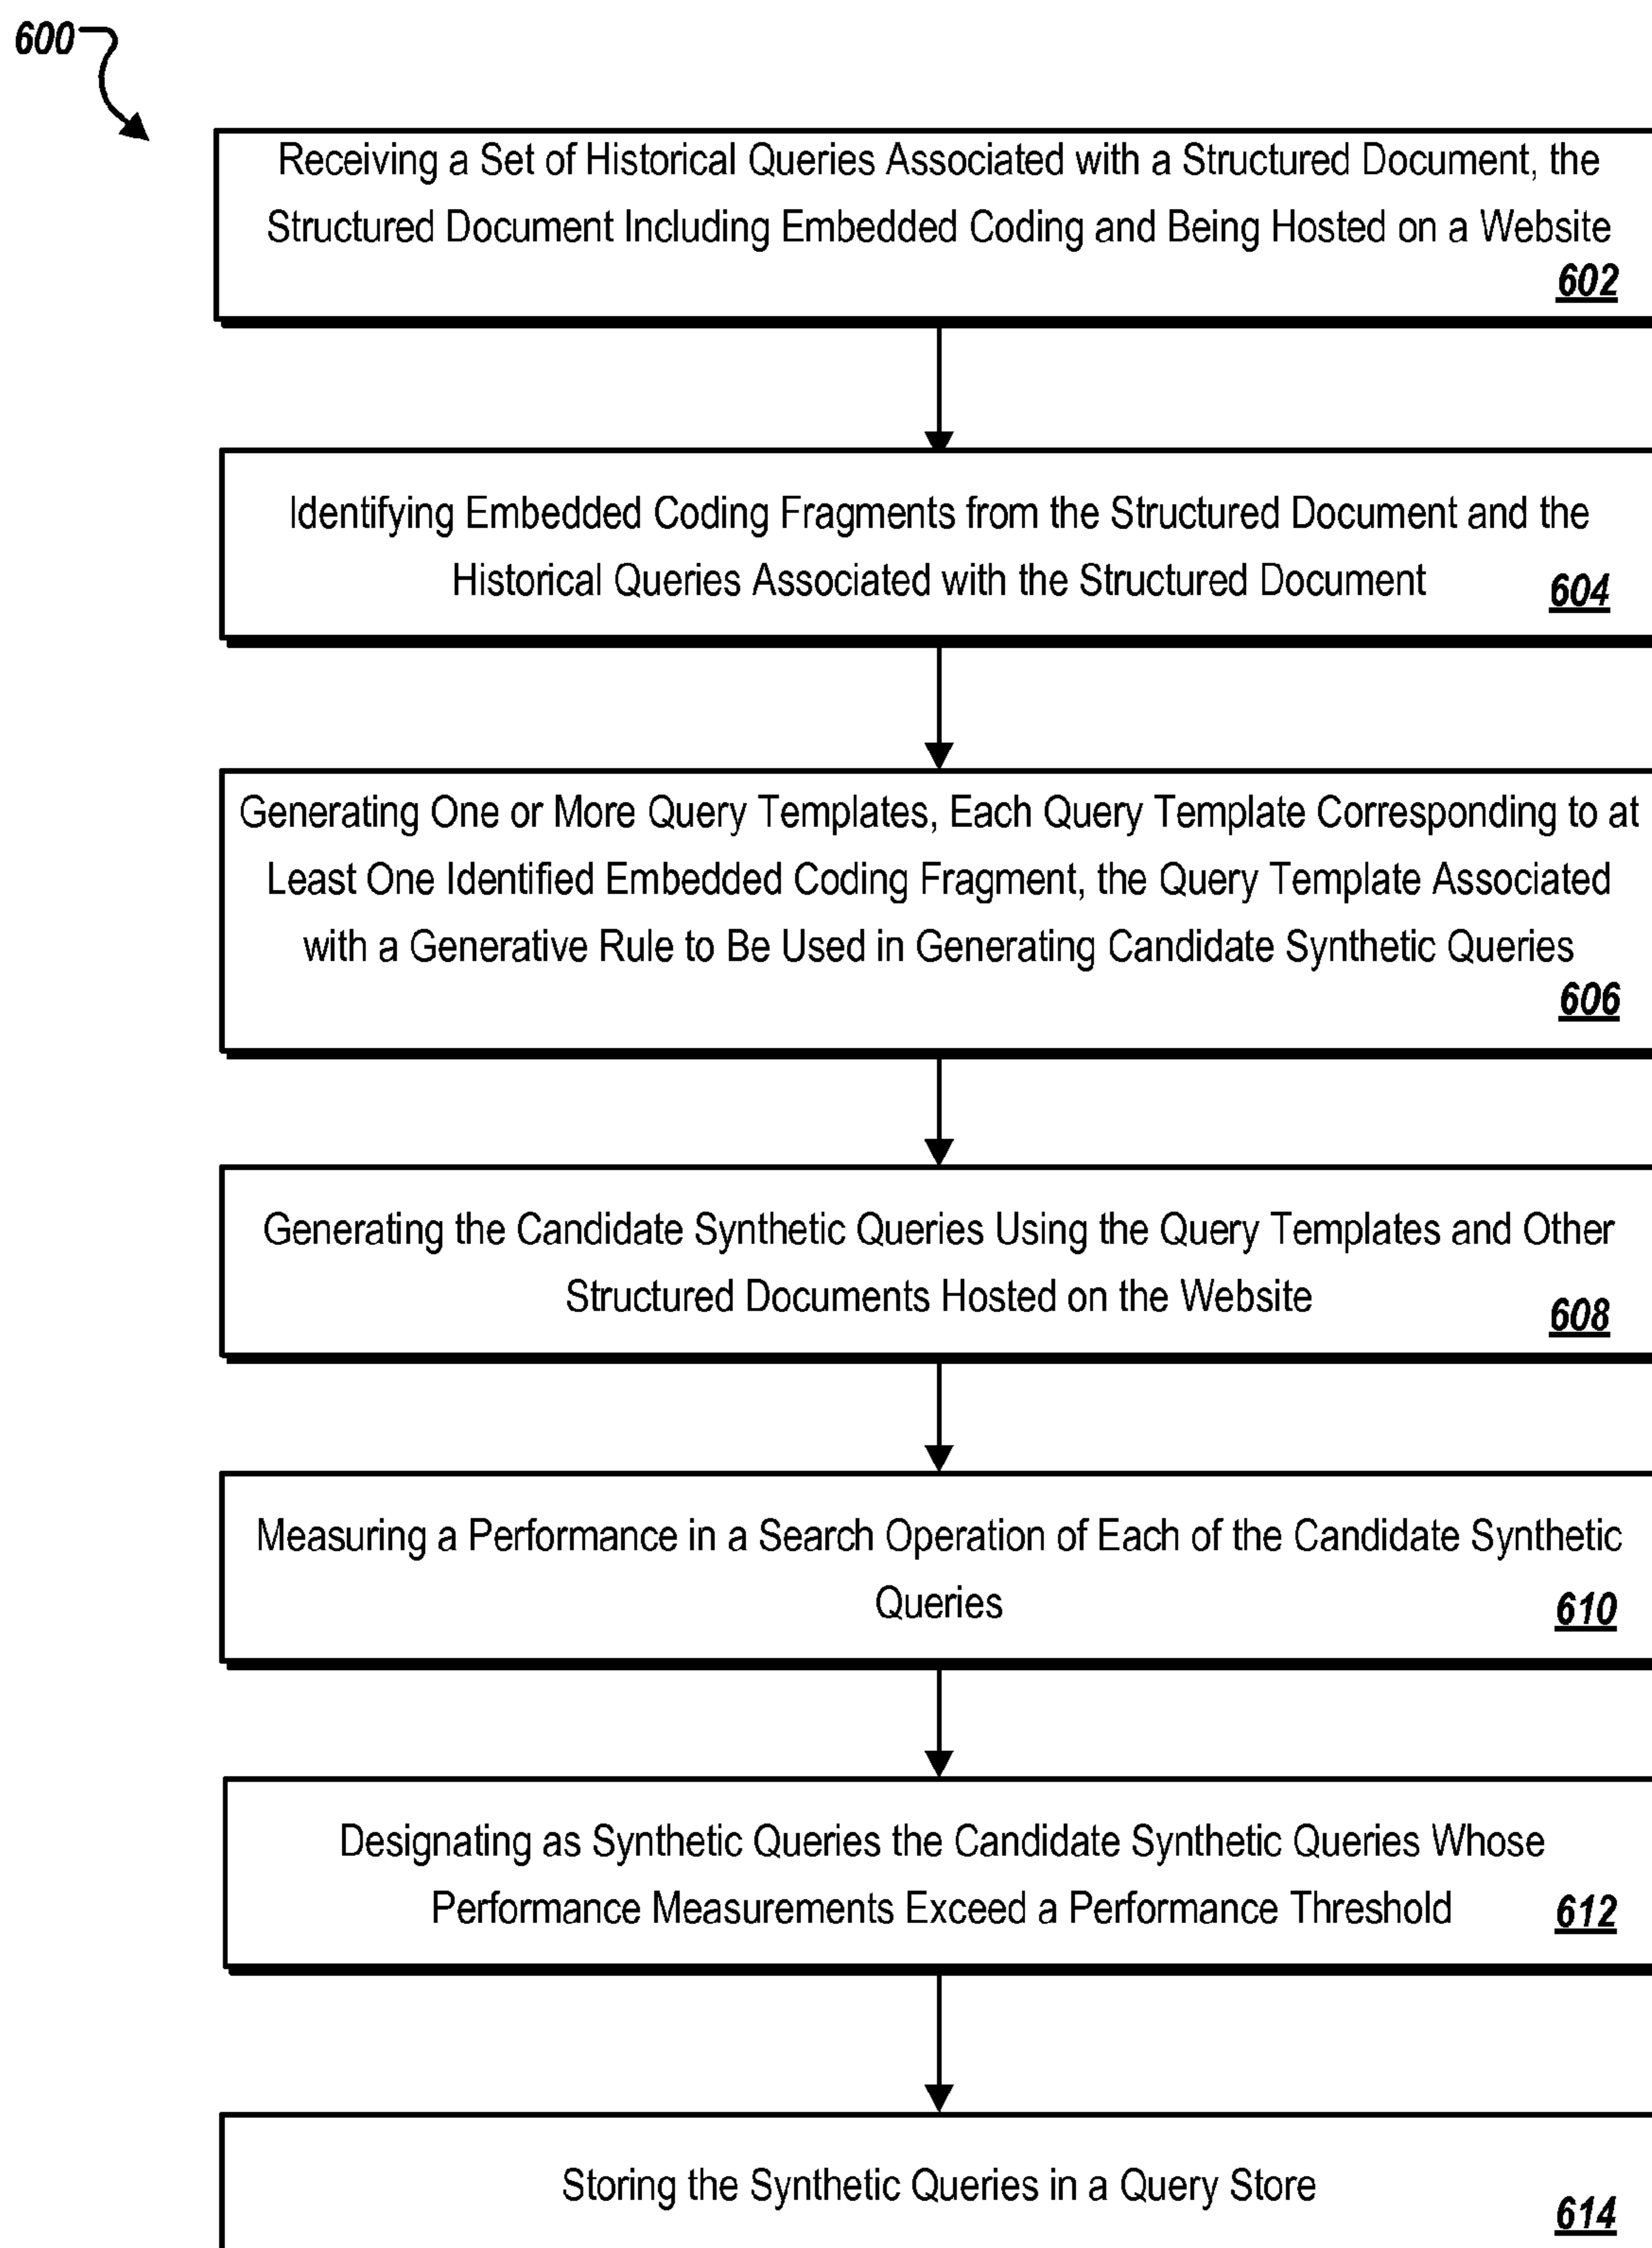 600
Receiving a Set of Historical Queries Associated with a Structured Document, the
Structured Document Including Embedded Coding and Being Hosted on a Website
602
Identifying Embedded Coding Fragments from the Structured Document and the
Historical Queries Associated with the Structured Document
604
Generating One or More Query Templates, Each Query Template Corresponding to at
Least One Identified Embedded Coding Fragment, the Query Template Associated
with a Generative Rule to Be Used in Generating Candidate Synthetic Queries
606
Generating the Candidate Synthetic Queries Using the Query Templates and Other
Structured Documents Hosted on the Website
608
Measuring a Performance in a Search Operation of Each of the Candidate Synthetic
Queries
610
Designating as Synthetic Queries the Candidate Synthetic Queries Whose
Performance Measurements Exceed a Performance Threshold
612
Storing the Synthetic Queries in a Query Store
614